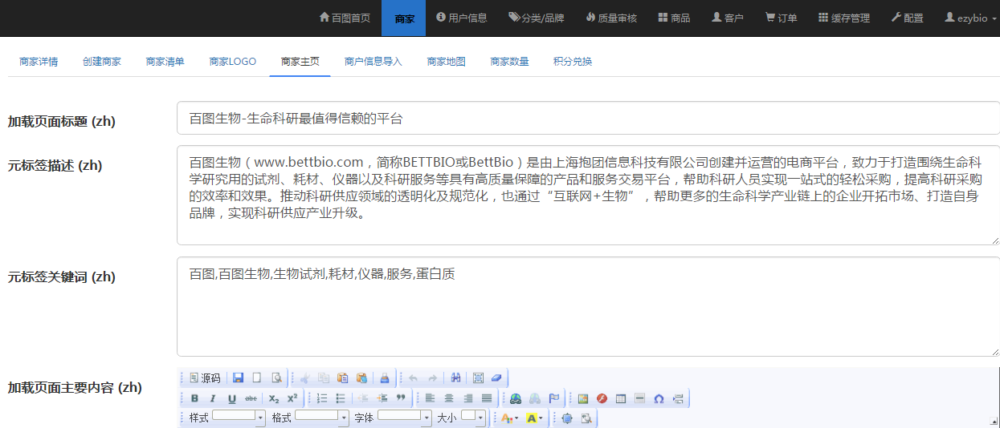 百图首页 商家 用户信息 分类/品牌 质量审核 商品 客户 订单 缓存管理 配置 ezybio
商家详情 创建商家 商家清单 商家LOGO 商家主页 商户信息导入 商家地图 商家数量 积分兑换
加载页面标题 (zh) 百图生物-生命科研最值得信赖的平台
元标签描述 (zh) 百图生物（www.bettbio.com，简称BETTBIO或BettBio）是由上海抱团信息科技有限公司创建并运营的电商平台，致力于打造围绕生命科
学研究用的试剂、耗材、仪器以及科研服务等具有高质量保障的产品和服务交易平台，帮助科研人员实现一站式的轻松采购，提高科研采购
的效率和效果。推动科研供应领域的透明化及规范化，也通过“互联网+生物”，帮助更多的生命科学产业链上的企业开拓市场、打造自身
品牌，实现科研供应产业升级。
元标签关键词 (zh) 百图,百图生物,生物试剂,耗材,仪器,服务,蛋白质
加载页面主要内容 (zh) 源码
B I U abc X₂ X²
样式 格式 字体 大小 A A